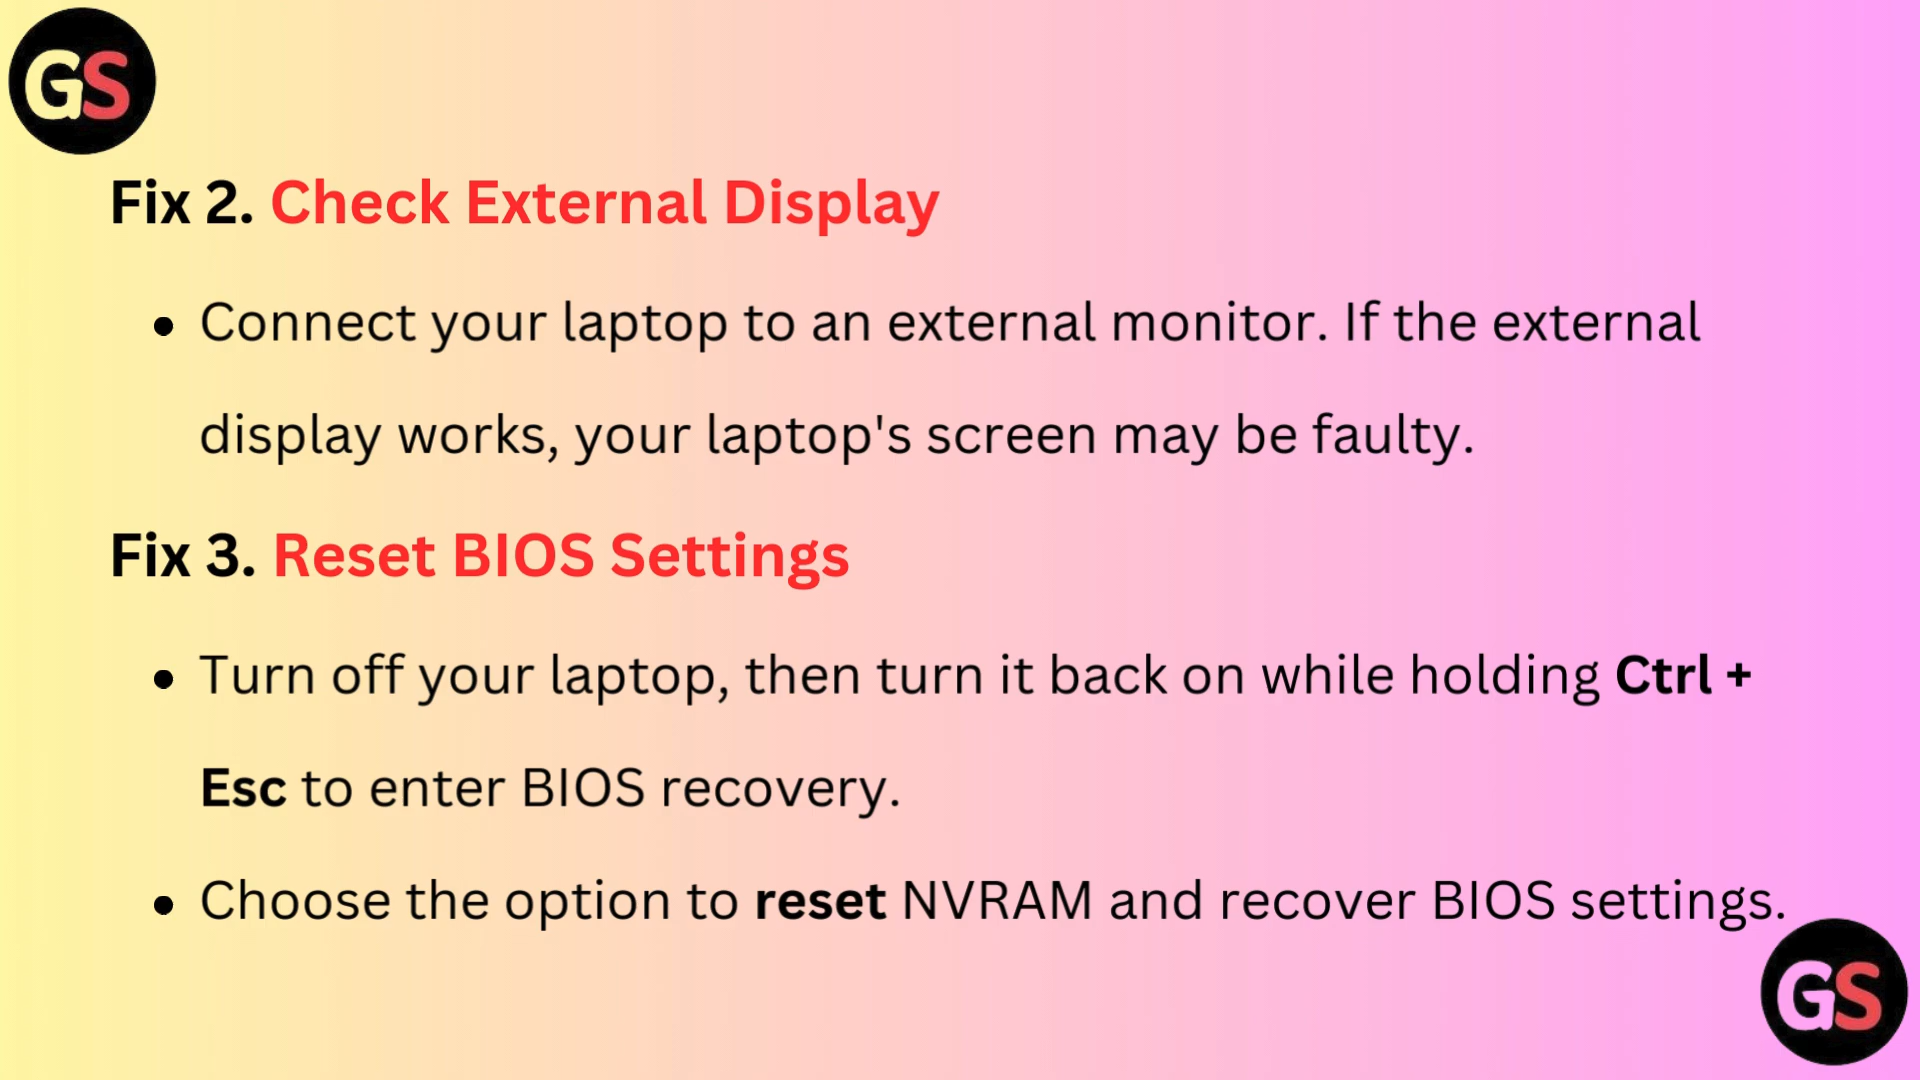 GS
Fix 2. Check External Display
• Connect your laptop to an external monitor. If the external
display works, your laptop's screen may be faulty.
Fix 3. Reset BIOS Settings
• Turn off your laptop, then turn it back on while holding Ctrl +
Esc to enter BIOS recovery.
• Choose the option to reset NVRAM and recover BIOS settings.
GS